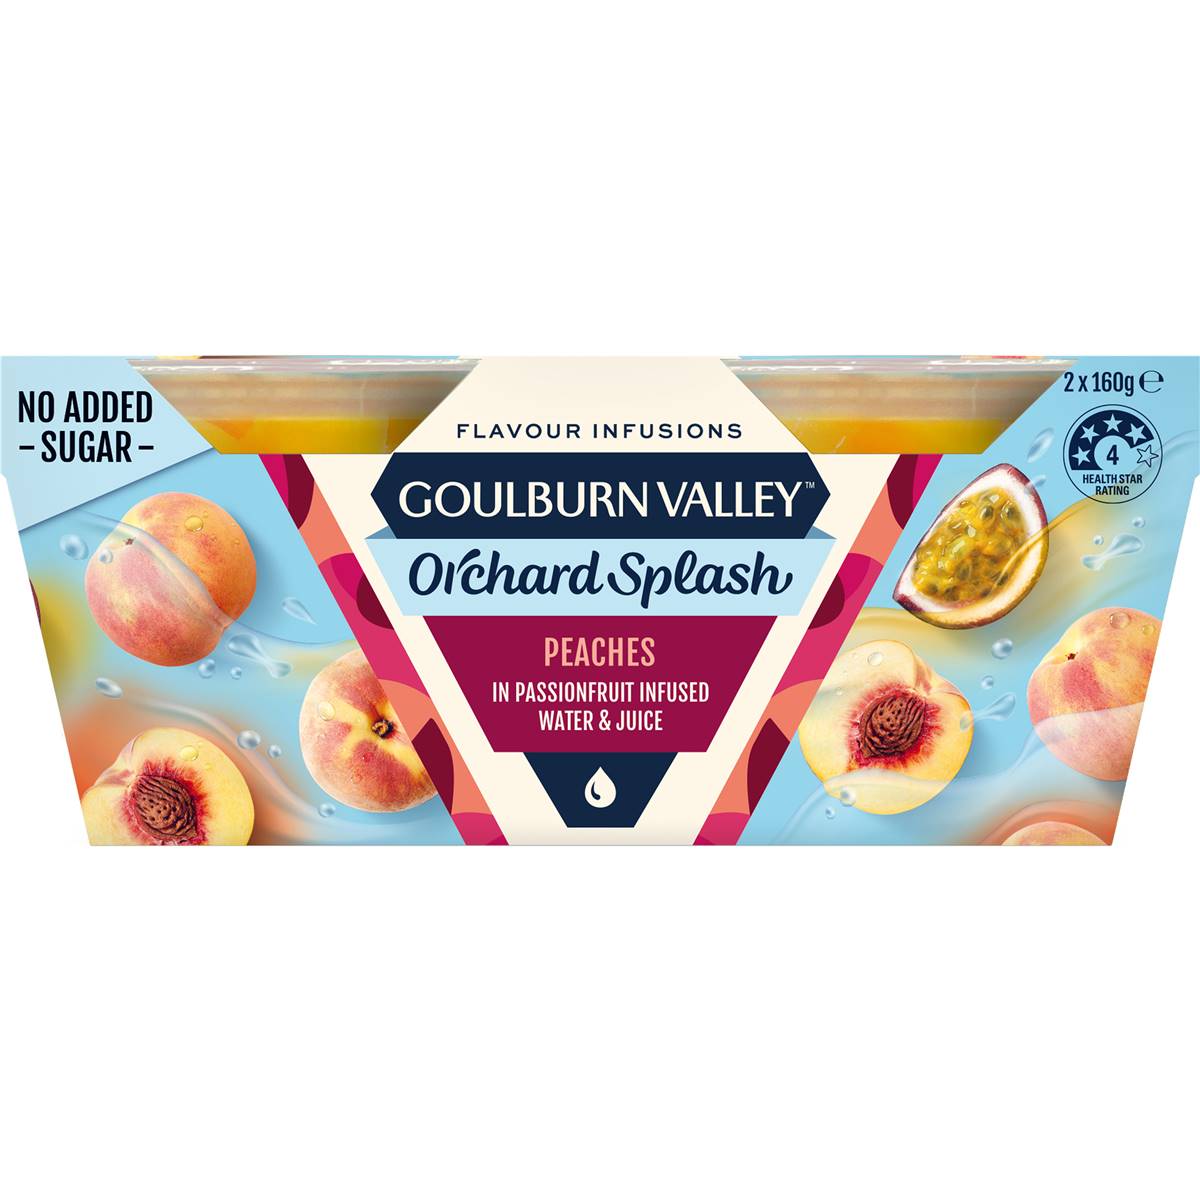 NO ADDED
– SUGAR –
2 x 160g ℮
4
HEALTH STAR
RATING
FLAVOUR INFUSIONS
GOULBURN VALLEY™
Orchard Splash
PEACHES
IN PASSIONFRUIT INFUSED
WATER & JUICE